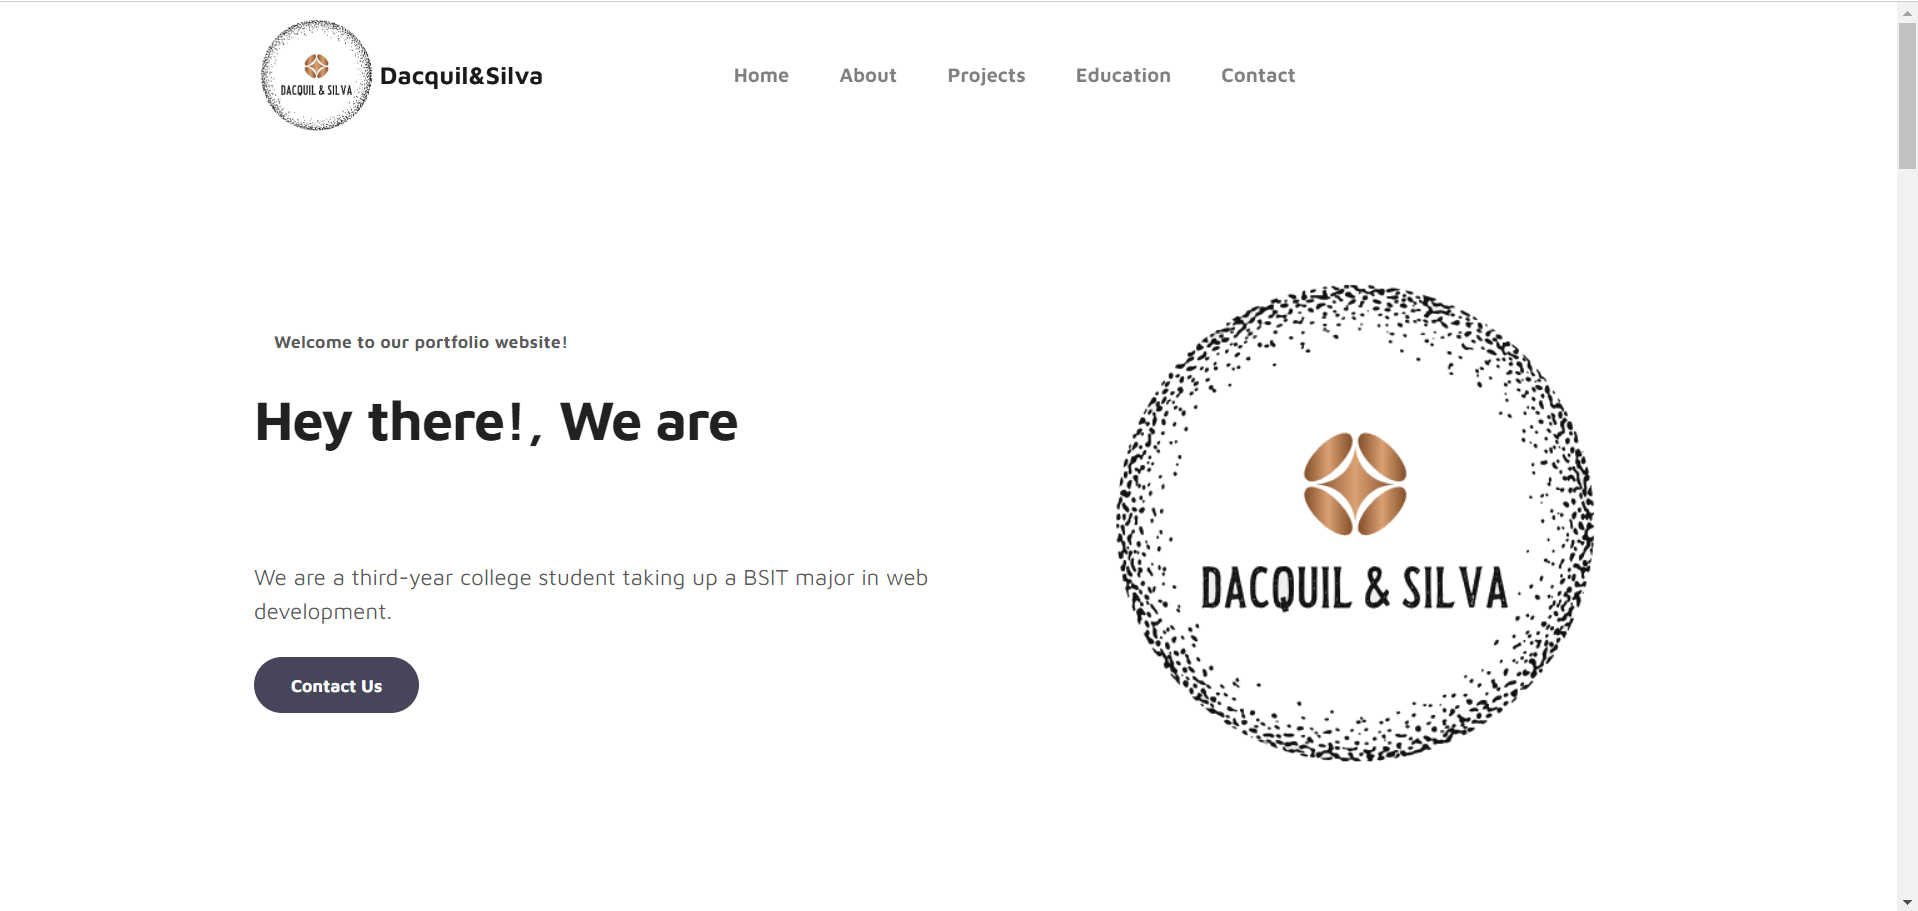 DACQUIL & SILVA
Dacquil&Silva
Home
About
Projects
Education
Contact
Welcome to our portfolio website!
Hey there!, We are
We are a third-year college student taking up a BSIT major in web
development.
Contact Us
DACQUIL & SILVA